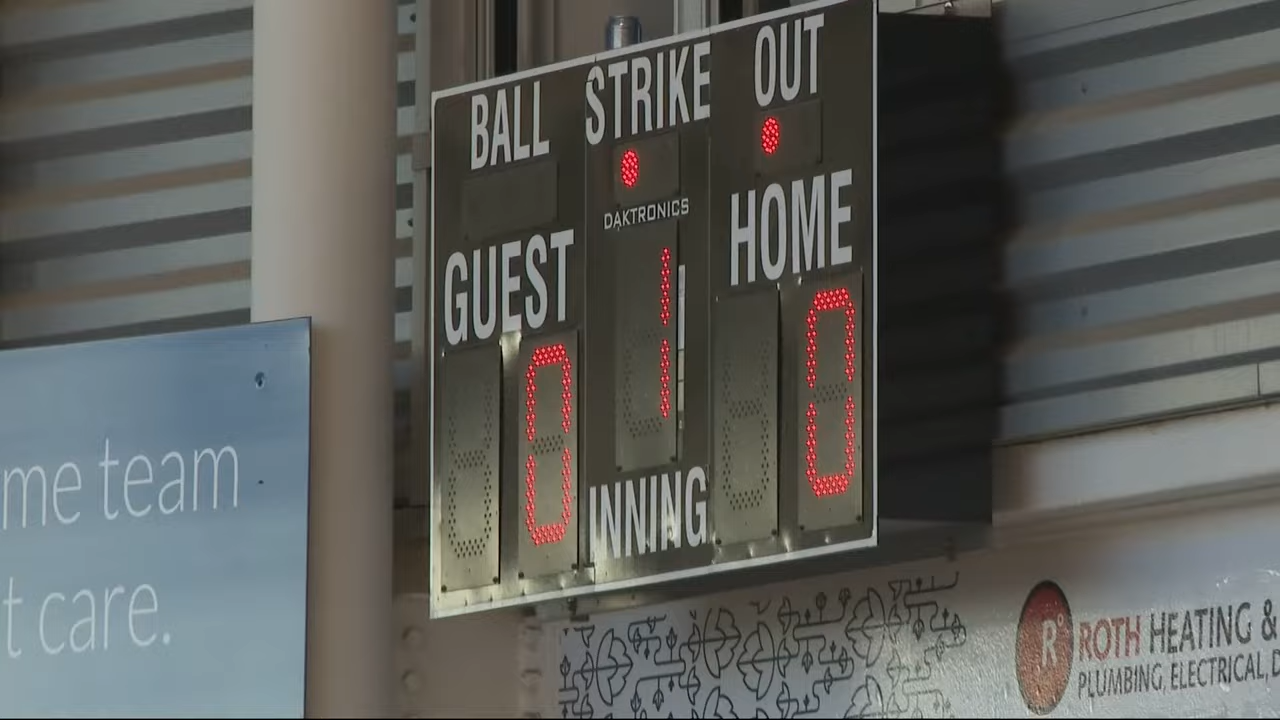 BALL STRIKE OUT
DAKTRONICS
GUEST HOME
0 1 0
INNING
me team
t care.
R
ROTH HEATING &
PLUMBING, ELECTRICAL,